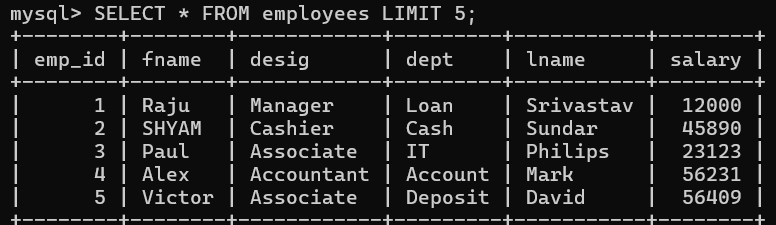 mysql> SELECT * FROM employees LIMIT 5;
+--------+--------+------------+---------+-----------+--------+
| emp_id | fname  | desig      | dept    | lname     | salary |
+--------+--------+------------+---------+-----------+--------+
|      1 | Raju   | Manager    | Loan    | Srivastav |  12000 |
|      2 | SHYAM  | Cashier    | Cash    | Sundar    |  45890 |
|      3 | Paul   | Associate  | IT      | Philips   |  23123 |
|      4 | Alex   | Accountant | Account | Mark      |  56231 |
|      5 | Victor | Associate  | Deposit | David     |  56409 |
+--------+--------+------------+---------+-----------+--------+